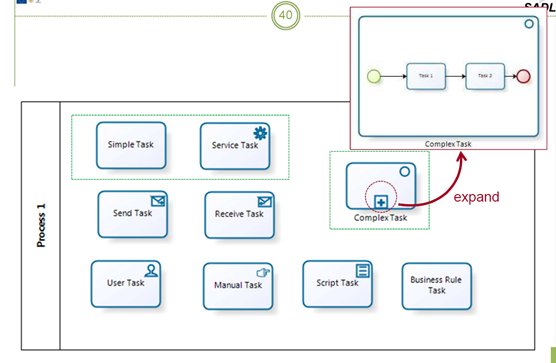 40
Task 1
Task 2
Complex Task
Process 1
Simple Task
Service Task
Send Task
Receive Task
Complex Task
expand
User Task
Manual Task
Script Task
Business Rule
Task